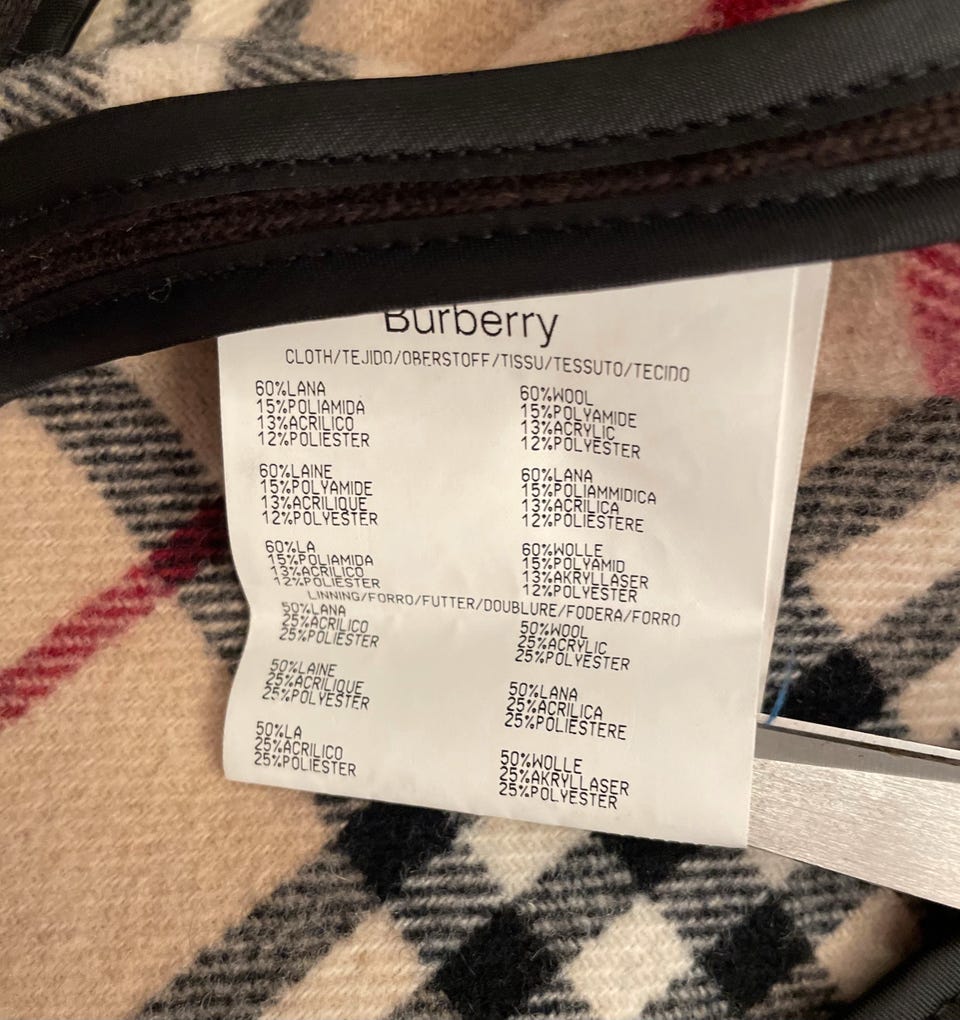 Burberry
CLOTH/TEJIDO/OBERSTOFF/TISSU/TESSUTO/TECIDO
60%LANA
15%POLIAMIDA
13%ACRILICO
12%POLIESTER
60%WOOL
15%POLYAMIDE
13%ACRYLIC
12%POLYESTER
60%LAINE
15%POLYAMIDE
13%ACRILIQUE
12%POLYESTER
60%LANA
15%POLIAMMIDICA
13%ACRILICA
12%POLIESTERE
60%LA
15%POLIAMIDA
13%ACRILICO
12%POLIESTER
60%WOLLE
15%POLYAMID
13%AKRYLLASER
12%POLYESTER
LINNING/FORRO/FUTTER/DOUBLURE/FODERA/FORRO
50%LANA
25%ACRILICO
25%POLIESTER
50%WOOL
25%ACRYLIC
25%POLYESTER
50%LAINE
25%ACRILIQUE
25%POLYESTER
50%LANA
25%ACRILICA
25%POLIESTERE
50%LA
25%ACRILICO
25%POLIESTER
50%WOLLE
25%AKRYLLASER
25%POLYESTER